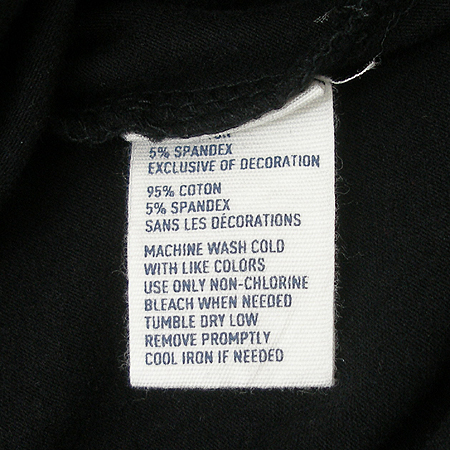 5% SPANDEX
EXCLUSIVE OF DECORATION
95% COTON
5% SPANDEX
SANS LES DÉCORATIONS
MACHINE WASH COLD
WITH LIKE COLORS
USE ONLY NON-CHLORINE
BLEACH WHEN NEEDED
TUMBLE DRY LOW
REMOVE PROMPTLY
COOL IRON IF NEEDED